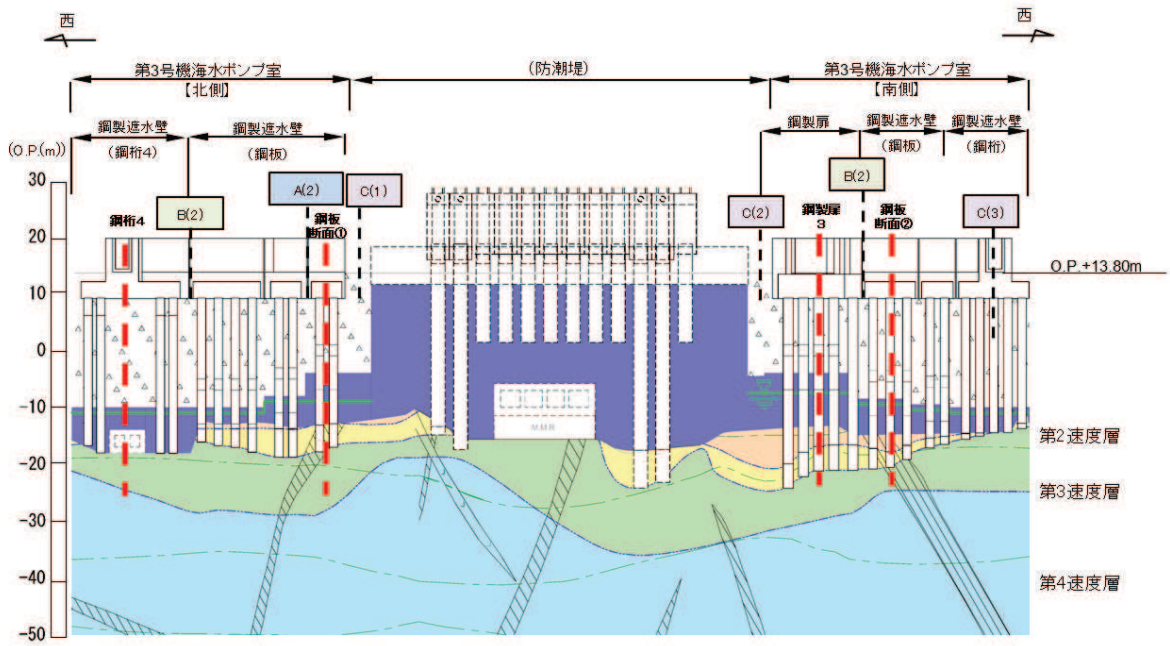 西
西
第3号機海水ポンプ室
【北側】
(防潮堤)
第3号機海水ポンプ室
【南側】
鋼製遮水壁
(鋼桁4)
鋼製遮水壁
(鋼板)
鋼製扉
鋼製遮水壁
(鋼板)
鋼製遮水壁
(鋼桁)
(O.P.(m))
30
20
10
0
-10
-20
-30
-40
-50
B(2)
A(2)
C(1)
C(2)
B(2)
C(3)
鋼桁4
鋼板
断面①
鋼製扉
3
鋼板
断面②
O.P.+13.80m
M M R
第2速度層
第3速度層
第4速度層